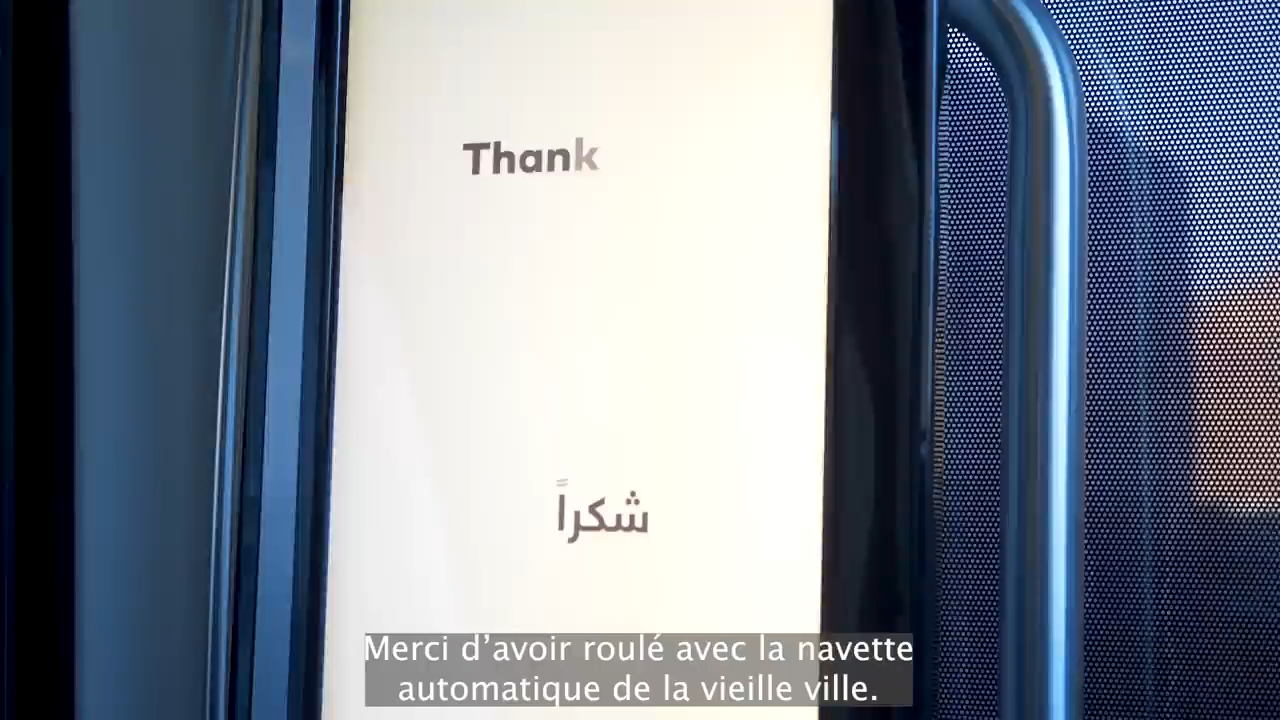 Thank
شكراً
Merci d’avoir roulé avec la navette
automatique de la vieille ville.